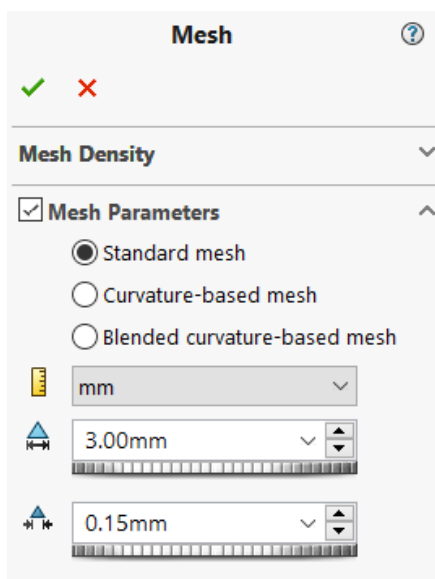 Mesh
?
Mesh Density
Mesh Parameters
Standard mesh
Curvature-based mesh
Blended curvature-based mesh
mm
3.00mm
0.15mm